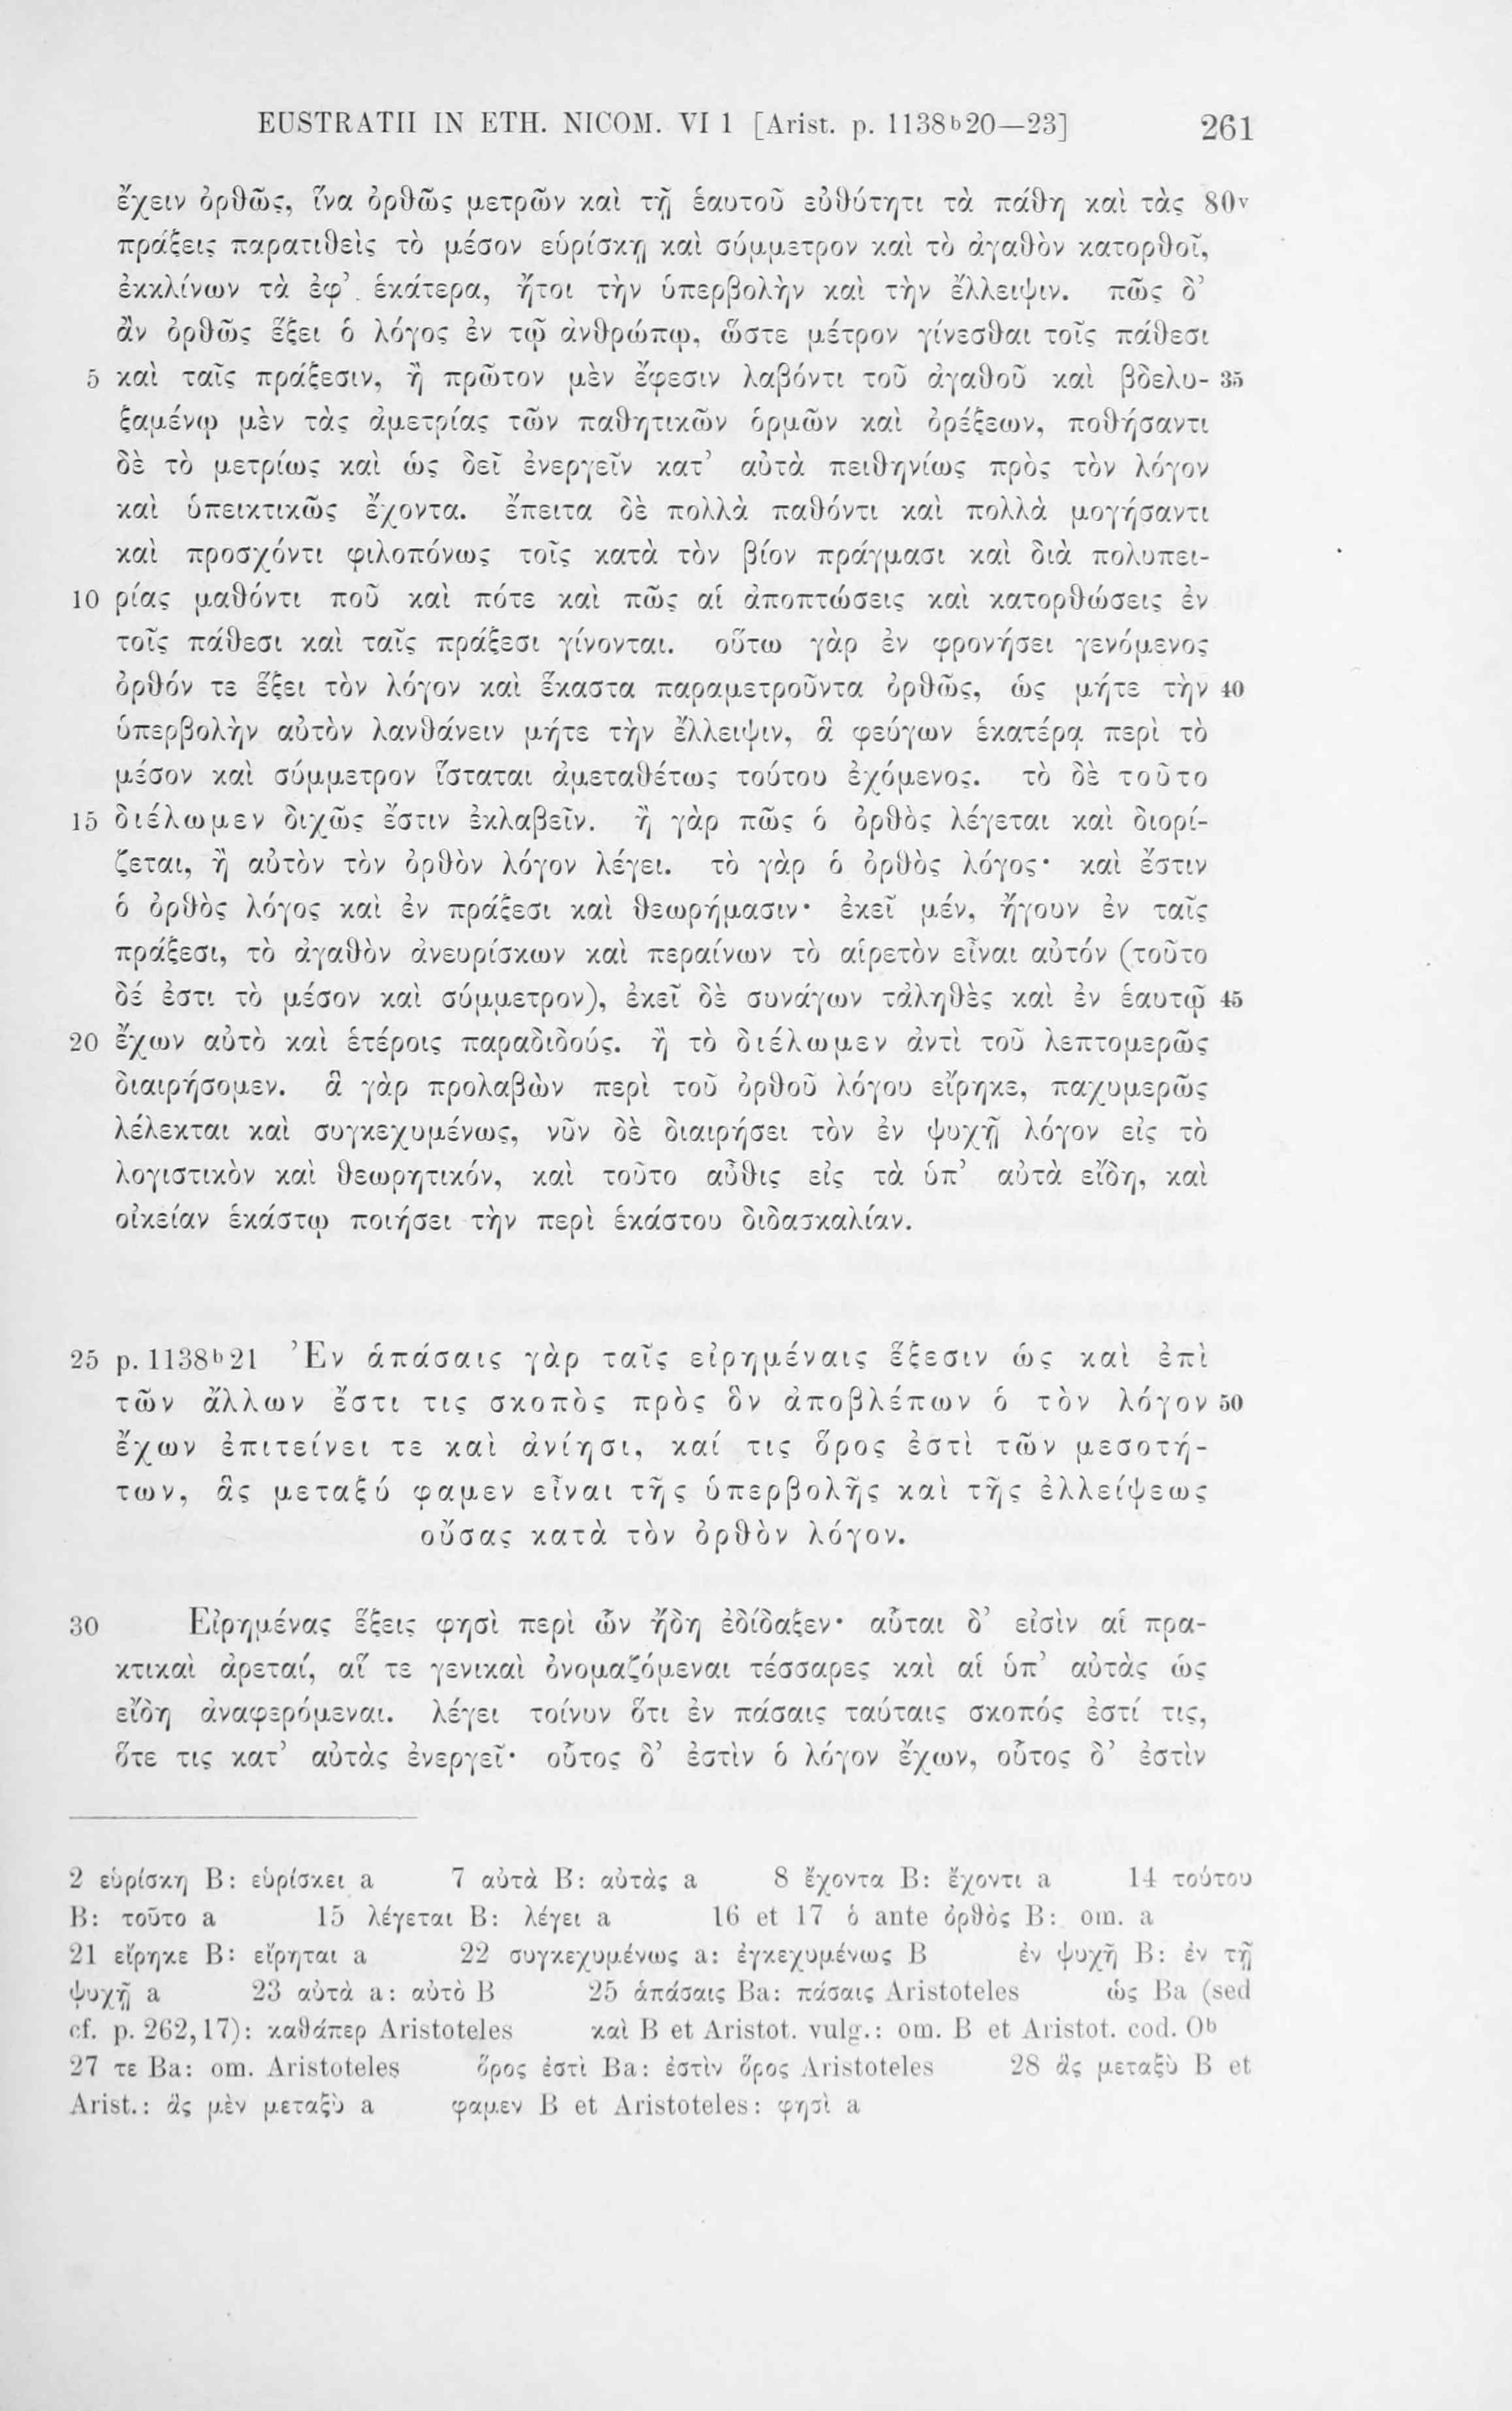 EUSTRATII IN ETH. NICOM. VI 1 [Arist. p. 1138b20—23] 261
ἔχειν ὀρθῶς, ἵνα ὀρθῶς μετρῶν καὶ τῇ ἑαυτοῦ εὐθύτητι τὰ πάθη καὶ τὰς 80v
πράξεις παρατιθεὶς τὸ μέσον εὑρίσκῃ καὶ σύμμετρον καὶ τὸ ἀγαθὸν κατορθοῖ,
ἐκκλίνων τὰ ἐφ’ ἑκάτερα, ἤτοι τὴν ὑπερβολὴν καὶ τὴν ἔλλειψιν. πῶς δ’
ἂν ὀρθῶς ἕξει ὁ λόγος ἐν τῷ ἀνθρώπῳ, ὥστε μέτρον γίνεσθαι τοῖς πάθεσι
5 καὶ ταῖς πράξεσιν, ἢ πρῶτον μὲν ἔφεσιν λαβόντι τοῦ ἀγαθοῦ καὶ βδελυ- 35
ξαμένῳ μὲν τὰς ἀμετρίας τῶν παθητικῶν ὁρμῶν καὶ ὀρέξεων, ποθήσαντι
δὲ τὸ μετρίως καὶ ὡς δεῖ ἐνεργεῖν κατ’ αὐτὰ πειθηνίως πρὸς τὸν λόγον
καὶ ὑπεικτικῶς ἔχοντα. ἔπειτα δὲ πολλὰ παθόντι καὶ πολλὰ μογήσαντι
καὶ προσχόντι φιλοπόνως τοῖς κατὰ τὸν βίον πράγμασι καὶ διὰ πολυπει-
10 ρίας μαθόντι ποῦ καὶ πότε καὶ πῶς αἱ ἀποπτώσεις καὶ κατορθώσεις ἐν
τοῖς πάθεσι καὶ ταῖς πράξεσι γίνονται. οὕτω γὰρ ἐν φρονήσει γενόμενος
ὀρθόν τε ἕξει τὸν λόγον καὶ ἕκαστα παραμετροῦντα ὀρθῶς, ὡς μήτε τὴν 40
ὑπερβολὴν αὐτὸν λανθάνειν μήτε τὴν ἔλλειψιν, ἃ φεύγων ἑκατέρᾳ περὶ τὸ
μέσον καὶ σύμμετρον ἵσταται ἀμεταθέτως τούτου ἐχόμενος. τὸ δὲ τοῦτο
15 διέλωμεν διχῶς ἔστιν ἐκλαβεῖν. ἢ γὰρ πῶς ὁ ὀρθὸς λέγεται καὶ διορί-
ζεται, ἢ αὐτὸν τὸν ὀρθὸν λόγον λέγει. τὸ γὰρ ὁ ὀρθὸς λόγος· καὶ ἔστιν
ὁ ὀρθὸς λόγος καὶ ἐν πράξεσι καὶ θεωρήμασιν· ἐκεῖ μέν, ἤγουν ἐν ταῖς
πράξεσι, τὸ ἀγαθὸν ἀνευρίσκων καὶ περαίνων τὸ αἱρετὸν εἶναι αὐτόν (τοῦτο
δέ ἐστι τὸ μέσον καὶ σύμμετρον), ἐκεῖ δὲ συνάγων τἀληθὲς καὶ ἐν ἑαυτῷ 45
20 ἔχων αὐτὸ καὶ ἑτέροις παραδιδούς. ἢ τὸ διέλωμεν ἀντὶ τοῦ λεπτομερῶς
διαιρήσομεν. ἃ γὰρ προλαβὼν περὶ τοῦ ὀρθοῦ λόγου εἴρηκε, παχυμερῶς
λέλεκται καὶ συγκεχυμένως, νῦν δὲ διαιρήσει τὸν ἐν ψυχῇ λόγον εἰς τὸ
λογιστικὸν καὶ θεωρητικόν, καὶ τοῦτο αὖθις εἰς τὰ ὑπ’ αὐτὰ εἴδη, καὶ
οἰκείαν ἑκάστῳ ποιήσει τὴν περὶ ἑκάστου διδασκαλίαν.
25 p. 1138b21 Ἐν ἁπάσαις γὰρ ταῖς εἰρημέναις ἕξεσιν ὡς καὶ ἐπὶ
τῶν ἄλλων ἔστι τις σκοπὸς πρὸς ὃν ἀποβλέπων ὁ τὸν λόγον 50
ἔχων ἐπιτείνει τε καὶ ἀνίησι, καί τις ὅρος ἐστὶ τῶν μεσοτή-
των, ἃς μεταξύ φαμεν εἶναι τῆς ὑπερβολῆς καὶ τῆς ἐλλείψεως
οὔσας κατὰ τὸν ὀρθὸν λόγον.
30 Εἰρημένας ἕξεις φησὶ περὶ ὧν ἤδη ἐδίδαξεν· αὗται δ’ εἰσὶν αἱ πρα-
κτικαὶ ἀρεταί, αἵ τε γενικαὶ ὀνομαζόμεναι τέσσαρες καὶ αἱ ὑπ’ αὐτὰς ὡς
εἴδη ἀναφερόμεναι. λέγει τοίνυν ὅτι ἐν πάσαις ταύταις σκοπός ἐστί τις,
ὅτε τις κατ’ αὐτὰς ἐνεργεῖ· οὗτος δ’ ἐστὶν ὁ λόγον ἔχων, οὗτος δ’ ἐστὶν
2 εὑρίσκῃ B: εὑρίσκει a 7 αὐτὰ B: αὐτὰς a 8 ἔχοντα B: ἔχοντι a 14 τούτου
B: τοῦτο a 15 λέγεται B: λέγει a 16 et 17 ὁ ante ὀρθὸς B: om. a
21 εἴρηκε B: εἴρηται a 22 συγκεχυμένως a: ἐγκεχυμένως B ἐν ψυχῇ B: ἐν τῇ
ψυχῇ a 23 αὐτὰ a: αὐτὸ B 25 ἁπάσαις Ba: πάσαις Aristoteles ὡς Ba (sed
cf. p. 262,17): καθάπερ Aristoteles καὶ B et Aristot. vulg.: om. B et Aristot. cod. Ob
27 τε Ba: om. Aristoteles ὅρος ἐστὶ Ba: ἐστὶν ὅρος Aristoteles 28 ἃς μεταξὺ B et
Arist.: ἃς μὲν μεταξὺ a φαμεν B et Aristoteles: φησὶ a